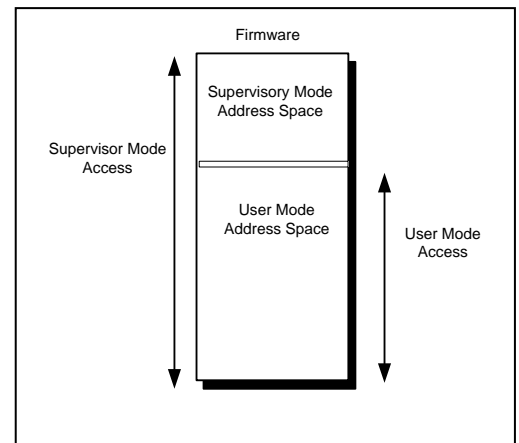 Firmware
Supervisory Mode
Address Space
Supervisor Mode
Access
User Mode
Address Space
User Mode
Access